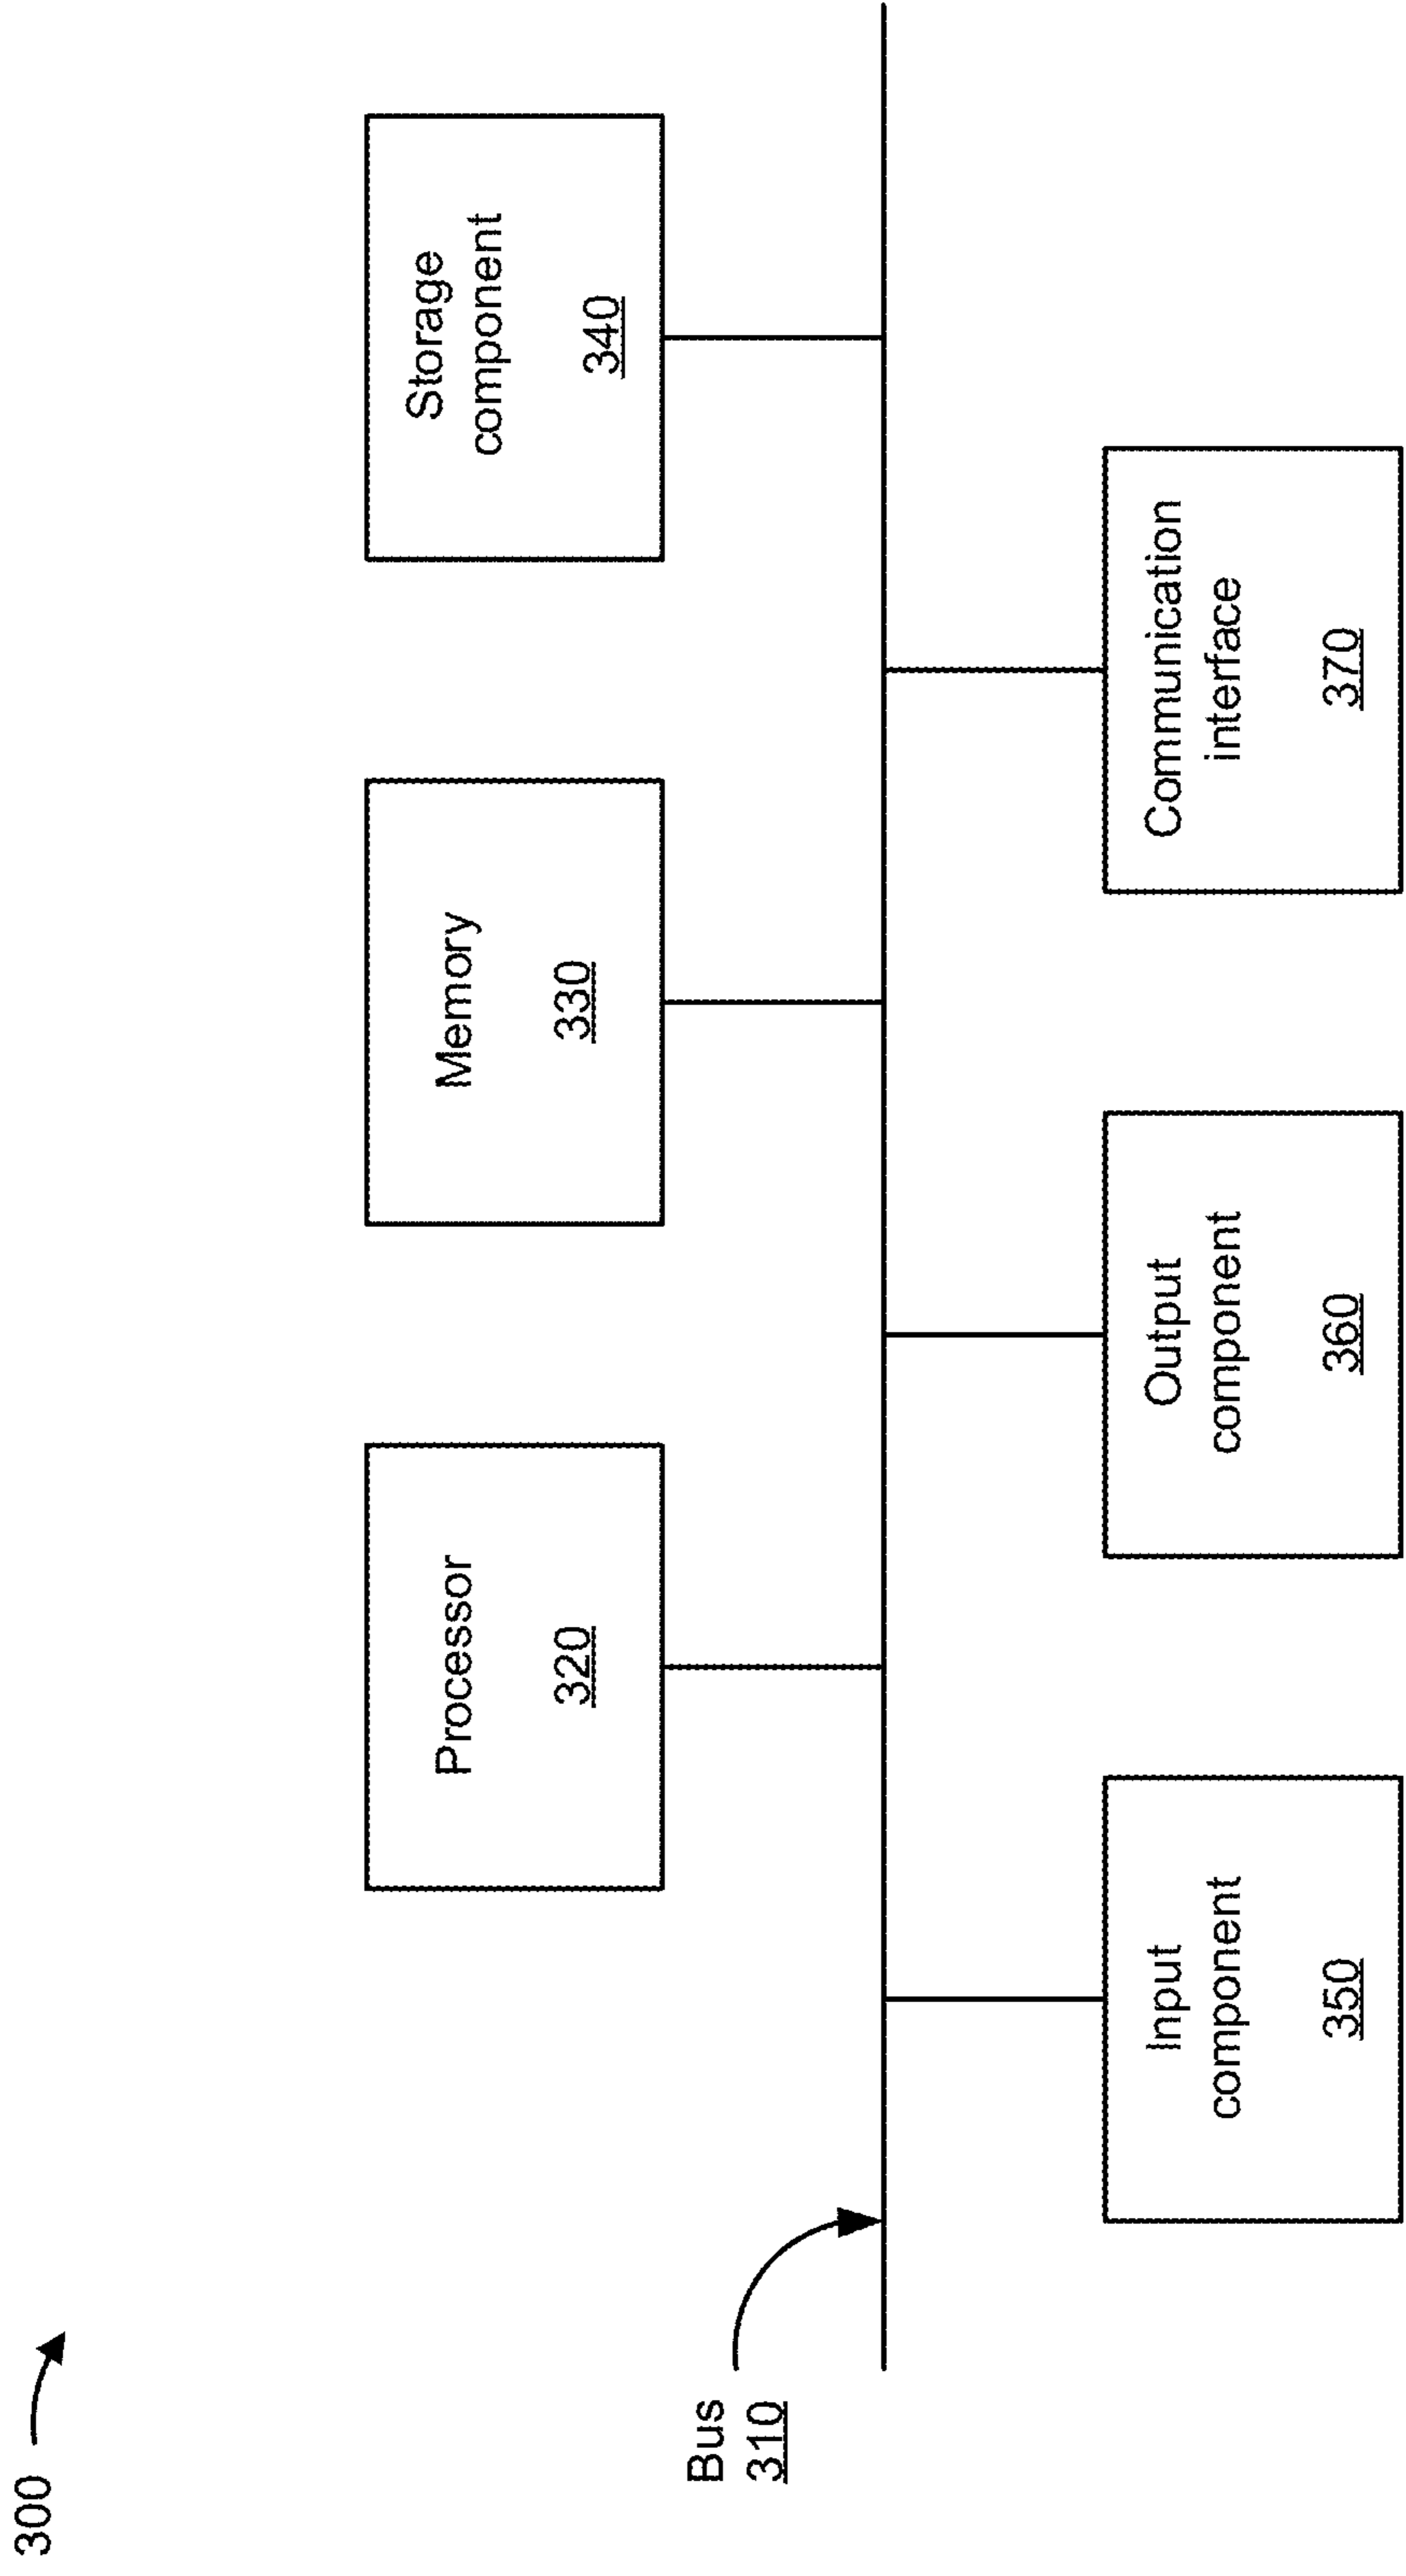 300
Processor
320
Memory
330
Storage
component
340
Bus
310
Input
component
350
Output
component
360
Communication
interface
370